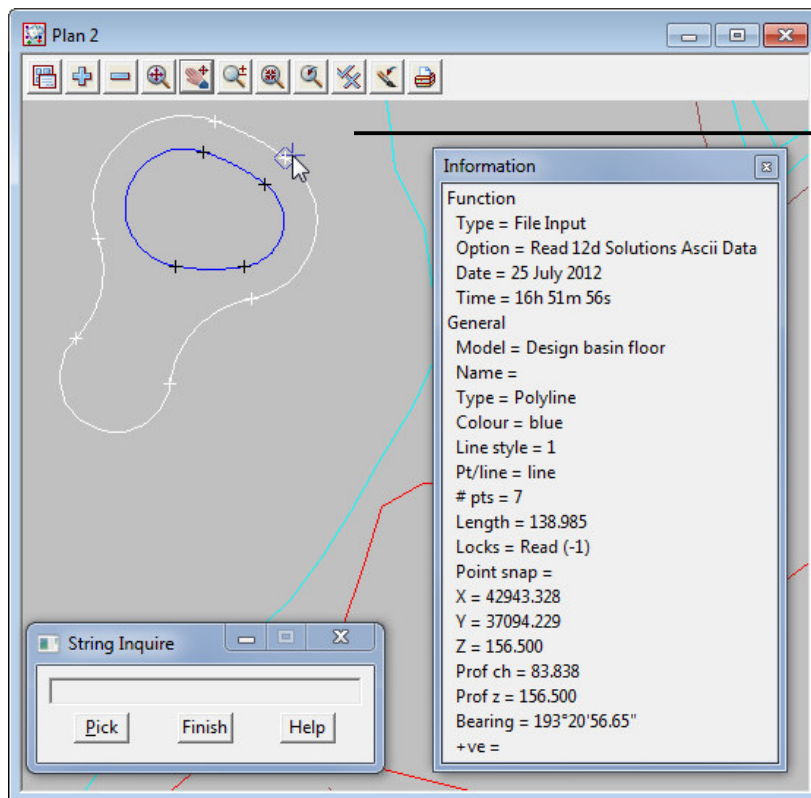 Plan 2
Information
Function
Type = File Input
Option = Read 12d Solutions Ascii Data
Date = 25 July 2012
Time = 16h 51m 56s
General
Model = Design basin floor
Name =
Type = Polyline
Colour = blue
Line style = 1
Pt/line = line
# pts = 7
Length = 138.985
Locks = Read (-1)
Point snap =
X = 42943.328
Y = 37094.229
Z = 156.500
Prof ch = 83.838
Prof z = 156.500
Bearing = 193°20'56.65"
+ve =
String Inquire
Pick Finish Help